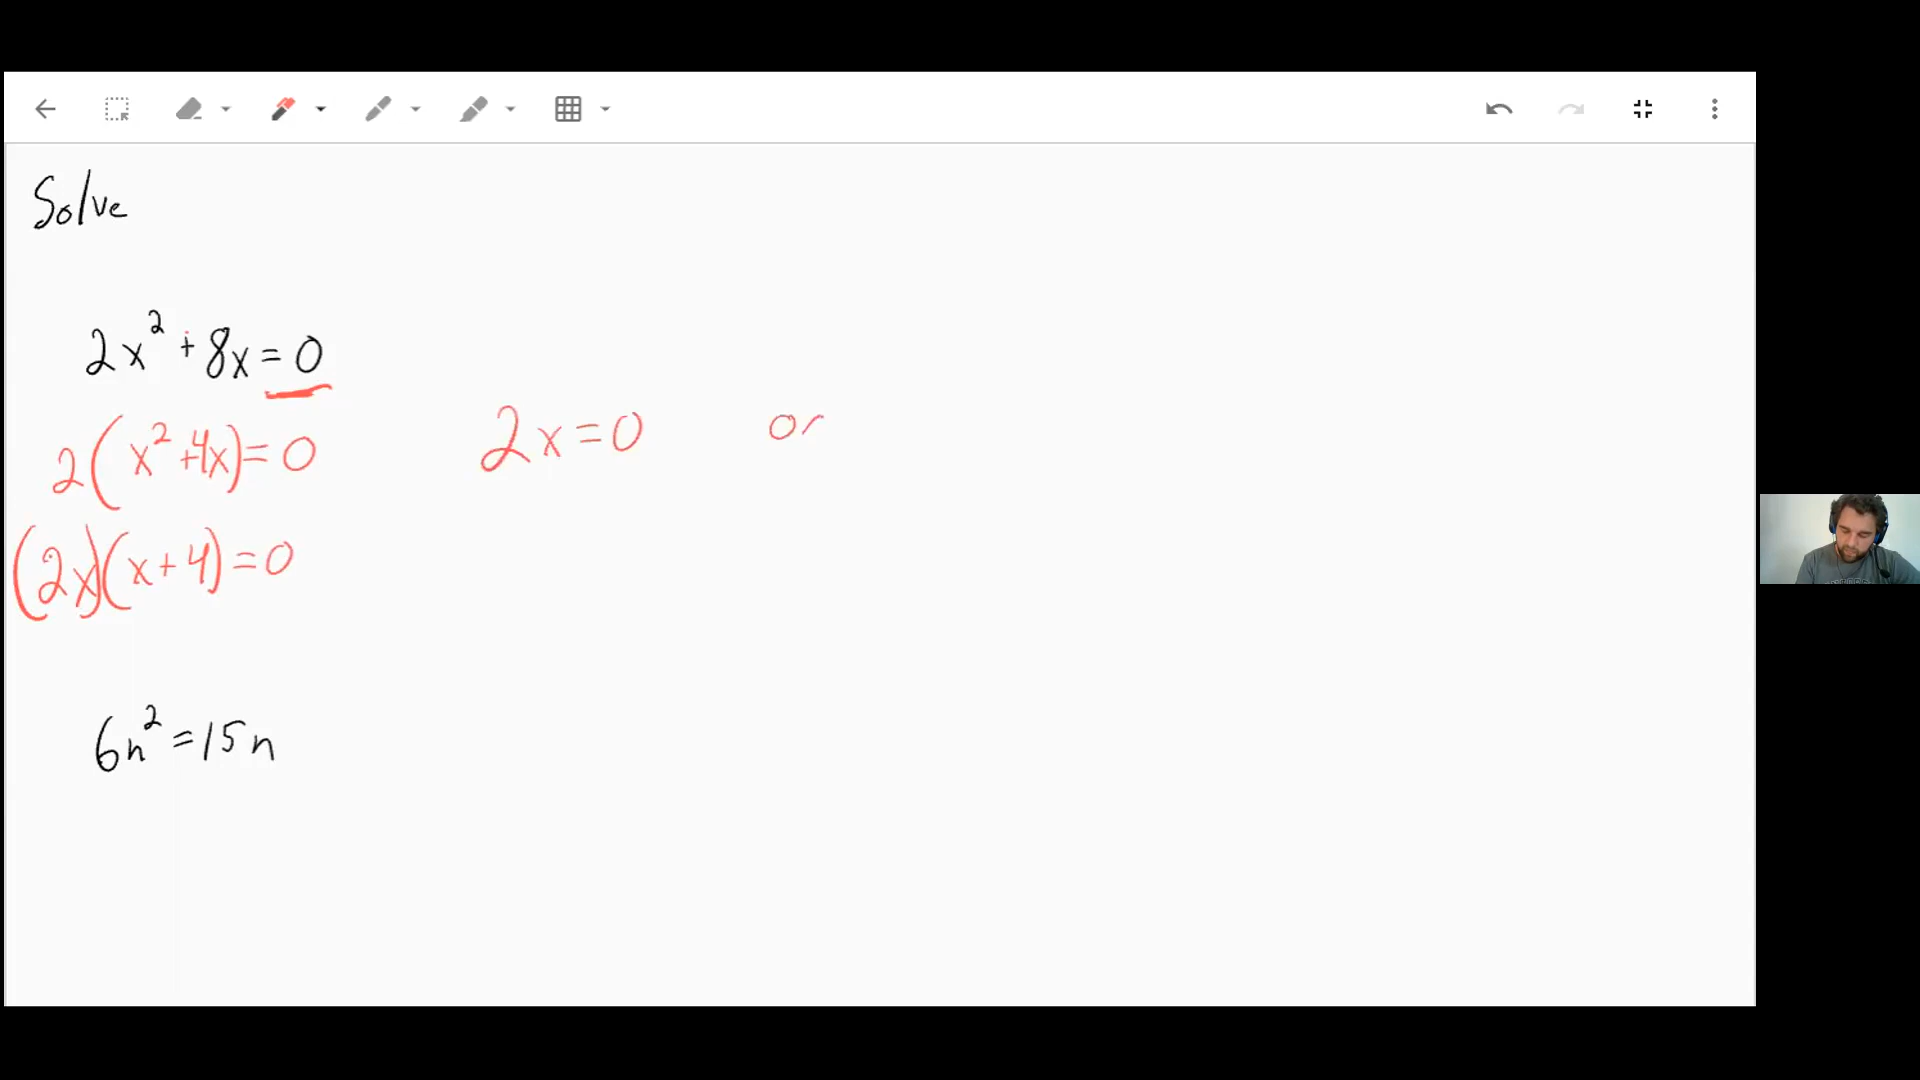 Solve
2x² + 8x = 0
2(x² + 4x) = 0
2x = 0 or
(2x)(x + 4) = 0
6n² = 15n